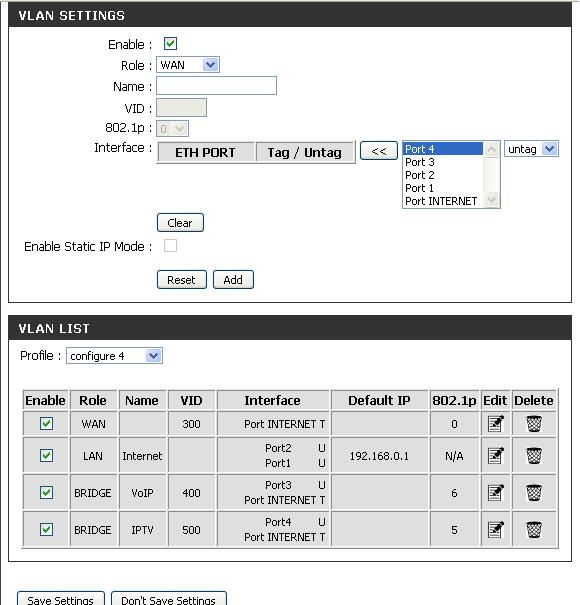 VLAN SETTINGS
Enable :
Role : WAN
Name :
VID :
802.1p : 0
Interface : ETH PORT Tag / Untag << Port 4 untag
Port 3
Port 2
Port 1
Port INTERNET
Clear
Enable Static IP Mode :
Reset Add
VLAN LIST
Profile : configure 4
Enable Role Name VID Interface Default IP 802.1p Edit Delete
WAN 300 Port INTERNET T 0
LAN Internet Port2 U Port1 U 192.168.0.1 N/A
BRIDGE VoIP 400 Port3 U Port INTERNET T 6
BRIDGE IPTV 500 Port4 U Port INTERNET T 5
Save Settings Don't Save Settings